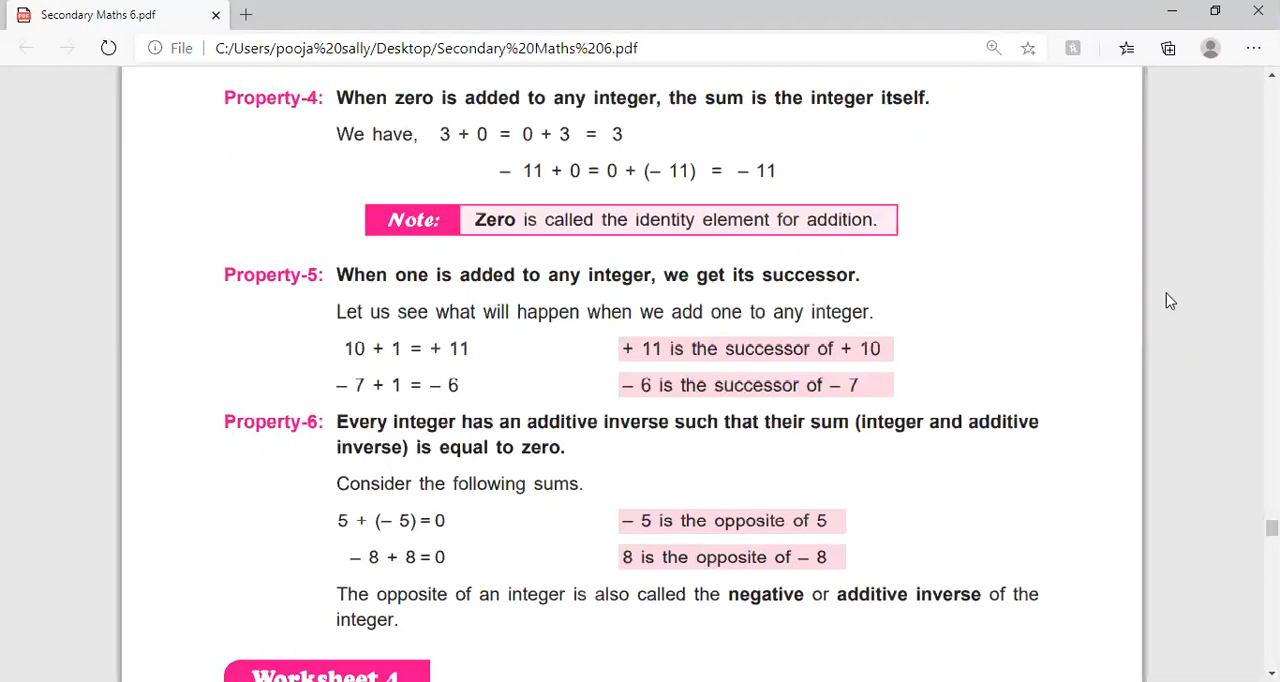 Secondary Maths 6.pdf
File C:/Users/pooja%20sally/Desktop/Secondary%20Maths%206.pdf
Property-4: When zero is added to any integer, the sum is the integer itself.
We have, 3 + 0 = 0 + 3 = 3
– 11 + 0 = 0 + (– 11) = – 11
Note: Zero is called the identity element for addition.
Property-5: When one is added to any integer, we get its successor.
Let us see what will happen when we add one to any integer.
10 + 1 = + 11 + 11 is the successor of + 10
– 7 + 1 = – 6 – 6 is the successor of – 7
Property-6: Every integer has an additive inverse such that their sum (integer and additive
inverse) is equal to zero.
Consider the following sums.
5 + (– 5) = 0 – 5 is the opposite of 5
– 8 + 8 = 0 8 is the opposite of – 8
The opposite of an integer is also called the negative or additive inverse of the
integer.
Worksheet 4